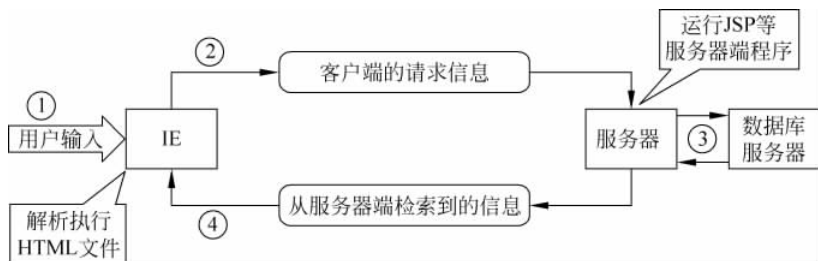 运行JSP等
服务器端程序
②
客户端的请求信息
①
用户输入
IE
服务器
③
数据库
服务器
解析执行
HTML文件
④
从服务器端检索到的信息